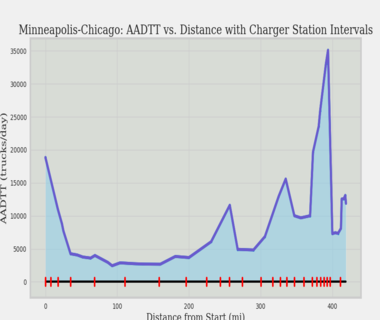 Minneapolis-Chicago: AADTT vs. Distance with Charger Station Intervals
AADTT (trucks/day)
35000
30000
25000
20000
15000
10000
5000
0
0 100 200 300 400
Distance from Start (mi)